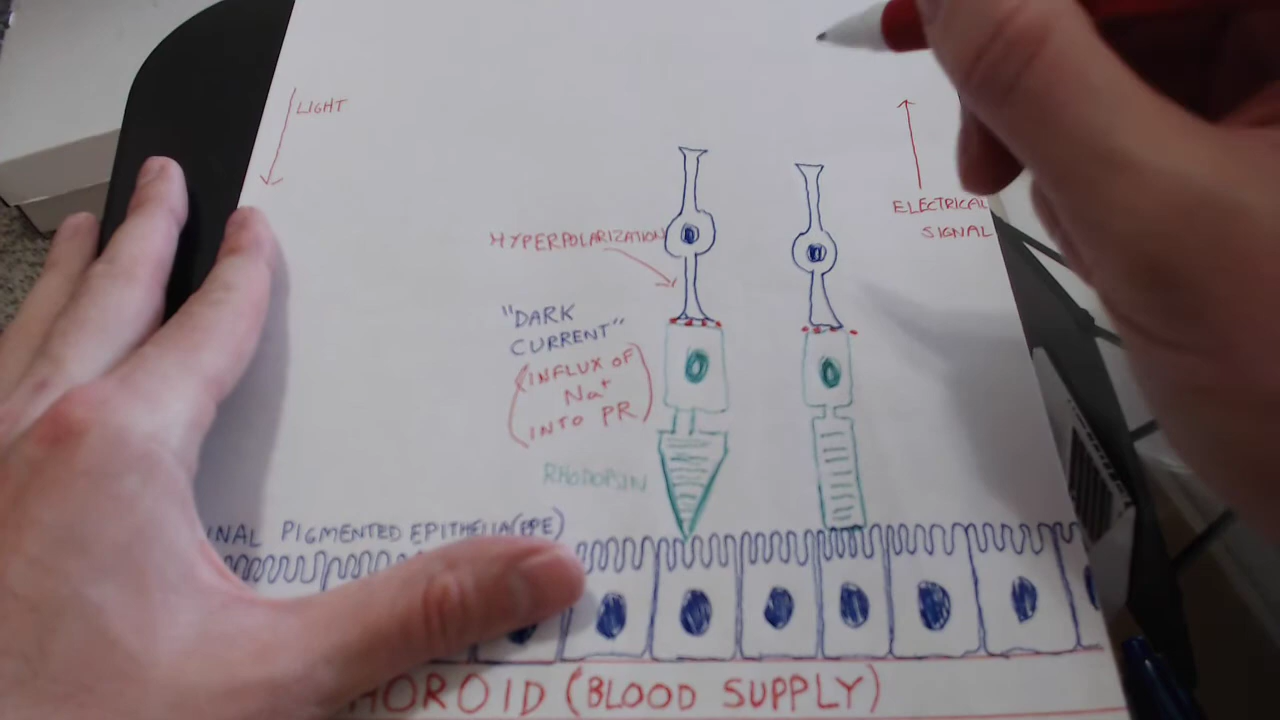 LIGHT
ELECTRICAL
SIGNAL
HYPERPOLARIZATION
"DARK
CURRENT"
(INFLUX OF
Na+
INTO PR)
RHODOPSIN
INAL PIGMENTED EPITHELIA (RPE)
HOROID (BLOOD SUPPLY)